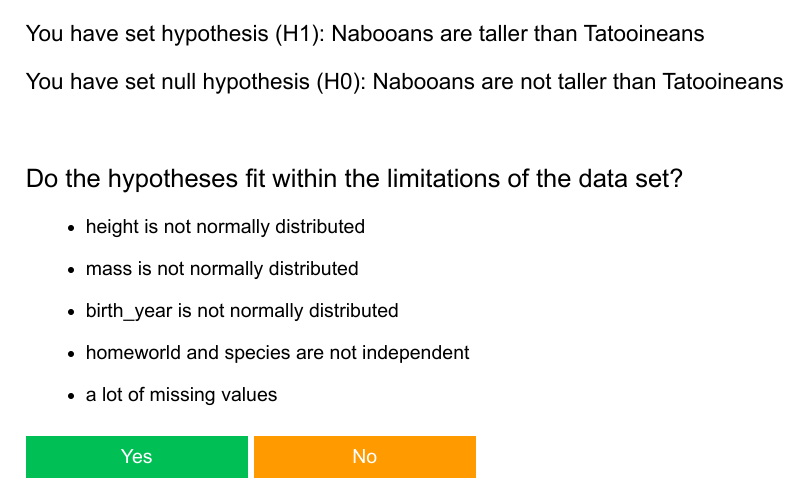 You have set hypothesis (H1): Nabooans are taller than Tatooineans
You have set null hypothesis (H0): Nabooans are not taller than Tatooineans
Do the hypotheses fit within the limitations of the data set?
• height is not normally distributed
• mass is not normally distributed
• birth_year is not normally distributed
• homeworld and species are not independent
• a lot of missing values
Yes No